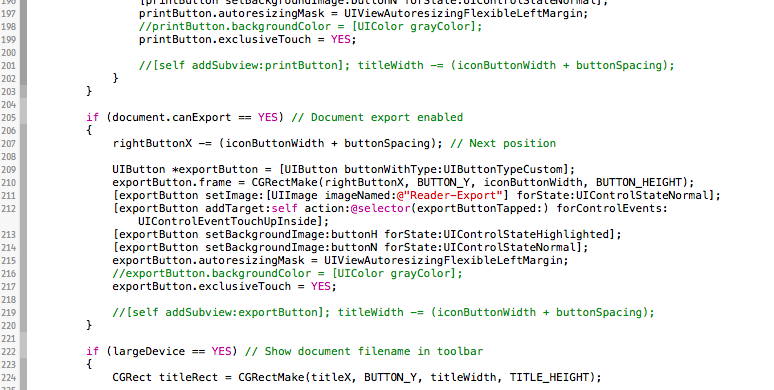 196 [printButton setBackgroundImage:buttonN forState:UIControlStateNormal];
197 printButton.autoresizingMask = UIViewAutoresizingFlexibleLeftMargin;
198 //printButton.backgroundColor = [UIColor grayColor];
199 printButton.exclusiveTouch = YES;
200
201 //[self addSubview:printButton]; titleWidth -= (iconButtonWidth + buttonSpacing);
202 }
203 }
204
205 if (document.canExport == YES) // Document export enabled
206 {
207 rightButtonX -= (iconButtonWidth + buttonSpacing); // Next position
208
209 UIButton *exportButton = [UIButton buttonWithType:UIButtonTypeCustom];
210 exportButton.frame = CGRectMake(rightButtonX, BUTTON_Y, iconButtonWidth, BUTTON_HEIGHT);
211 [exportButton setImage:[UIImage imageNamed:@"Reader-Export"] forState:UIControlStateNormal];
212 [exportButton addTarget:self action:@selector(exportButtonTapped:) forControlEvents:
UIControlEventTouchUpInside];
213 [exportButton setBackgroundImage:buttonH forState:UIControlStateHighlighted];
214 [exportButton setBackgroundImage:buttonN forState:UIControlStateNormal];
215 exportButton.autoresizingMask = UIViewAutoresizingFlexibleLeftMargin;
216 //exportButton.backgroundColor = [UIColor grayColor];
217 exportButton.exclusiveTouch = YES;
218
219 //[self addSubview:exportButton]; titleWidth -= (iconButtonWidth + buttonSpacing);
220 }
221
222 if (largeDevice == YES) // Show document filename in toolbar
223 {
224 CGRect titleRect = CGRectMake(titleX, BUTTON_Y, titleWidth, TITLE_HEIGHT);